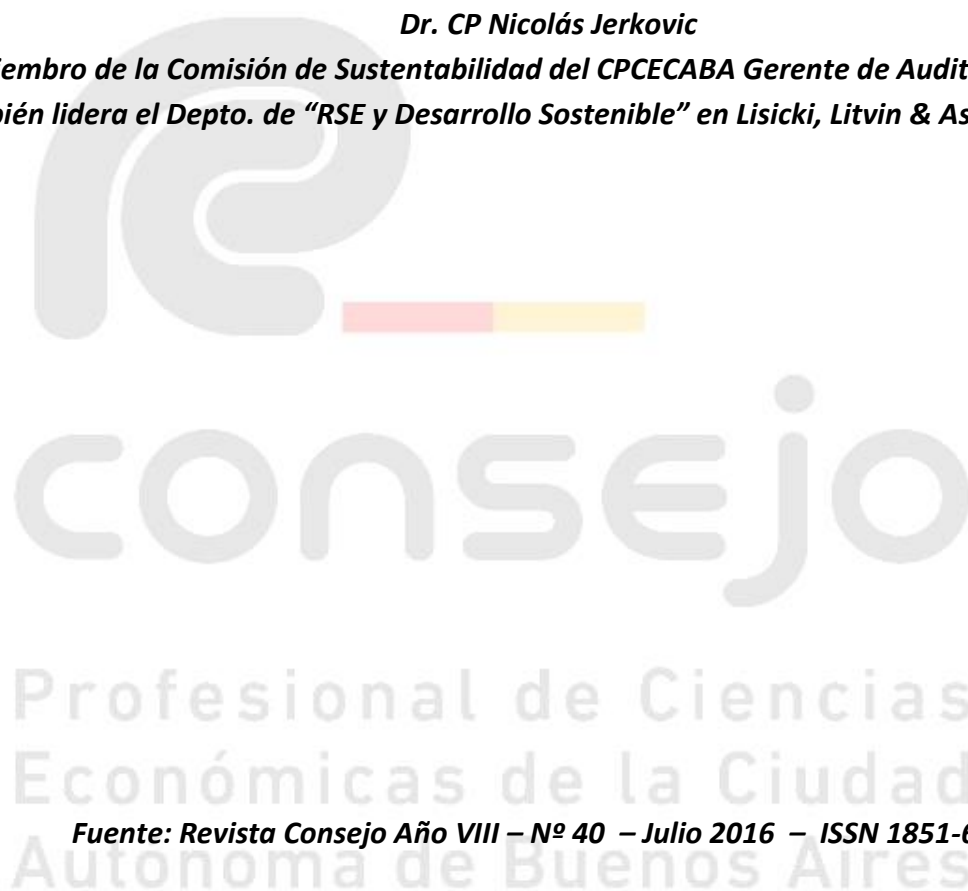 Dr. CP Nicolás Jerkovic
iembro de la Comisión de Sustentabilidad del CPCECABA Gerente de Audit
bién lidera el Depto. de “RSE y Desarrollo Sostenible” en Lisicki, Litvin & As
consejo
Profesional de Ciencias
Económicas de la Ciudad
Fuente: Revista Consejo Año VIII – Nº 40 – Julio 2016 – ISSN 1851-6
Autónoma de Buenos Aires